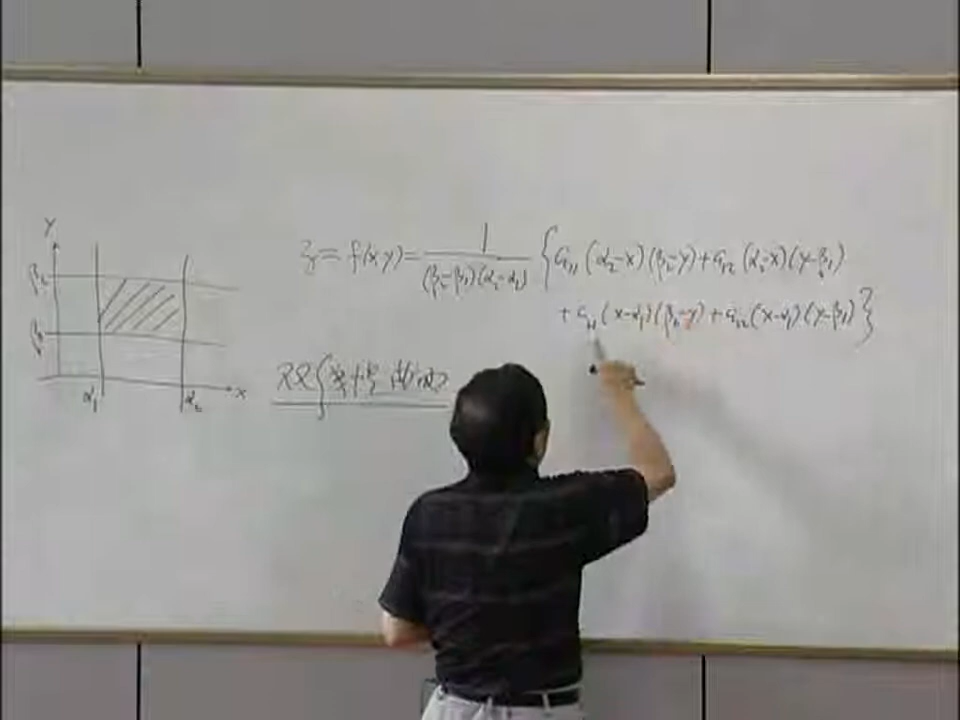 y
β₂
β₁
α₁ α₂ x
z = f(x y) = 1 / (β₂-β₁)(α₂-α₁) { a₁₁ (α₂-x)(β₂-y) + a₁₂ (α₂-x)(y-β₁)
+ a₂₁ (x-α₁)(β₂-y) + a₂₂ (x-α₁)(y-β₁) }